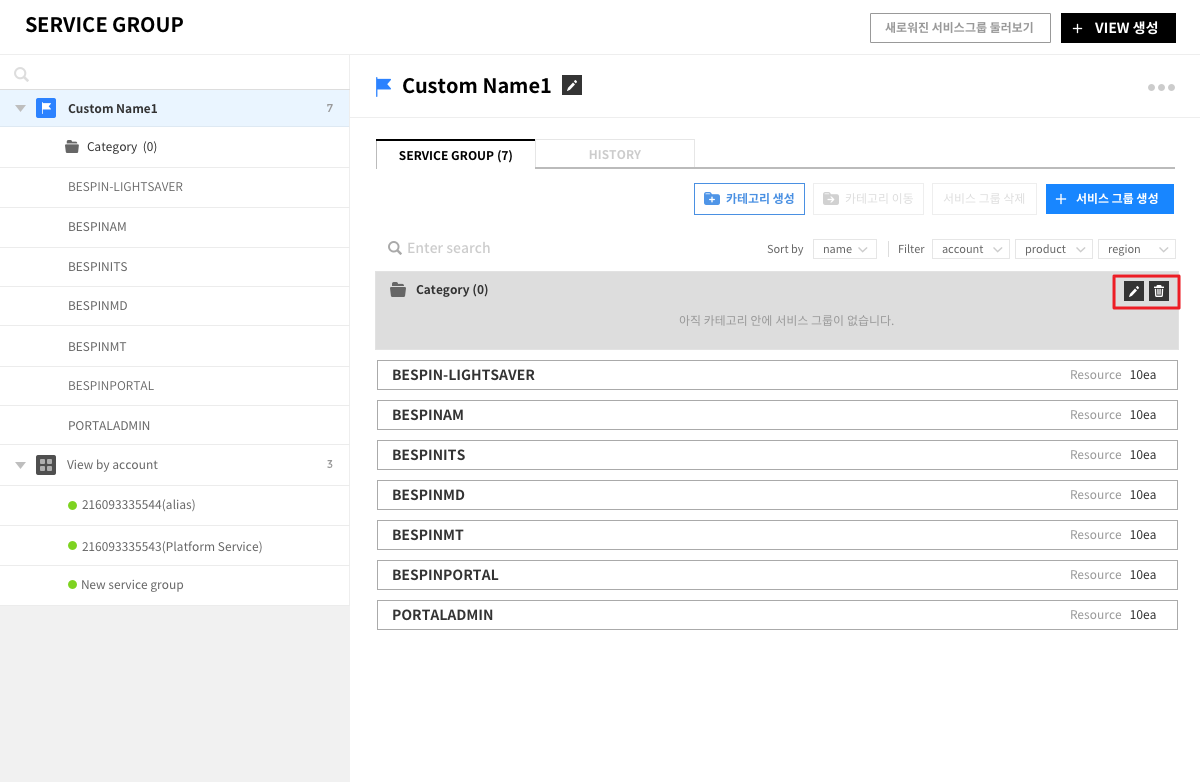 SERVICE GROUP
새로워진 서비스그룹 둘러보기
+ VIEW 생성
Custom Name1 7
Category (0)
BESPIN-LIGHTSAVER
BESPINAM
BESPINITS
BESPINMD
BESPINMT
BESPINPORTAL
PORTALADMIN
View by account 3
216093335544(alias)
216093335543(Platform Service)
New service group
Custom Name1
SERVICE GROUP (7)
HISTORY
카테고리 생성
카테고리 이동
서비스 그룹 삭제
+ 서비스 그룹 생성
Enter search
Sort by name
Filter account product region
Category (0)
아직 카테고리 안에 서비스 그룹이 없습니다.
BESPIN-LIGHTSAVER Resource 10ea
BESPINAM Resource 10ea
BESPINITS Resource 10ea
BESPINMD Resource 10ea
BESPINMT Resource 10ea
BESPINPORTAL Resource 10ea
PORTALADMIN Resource 10ea